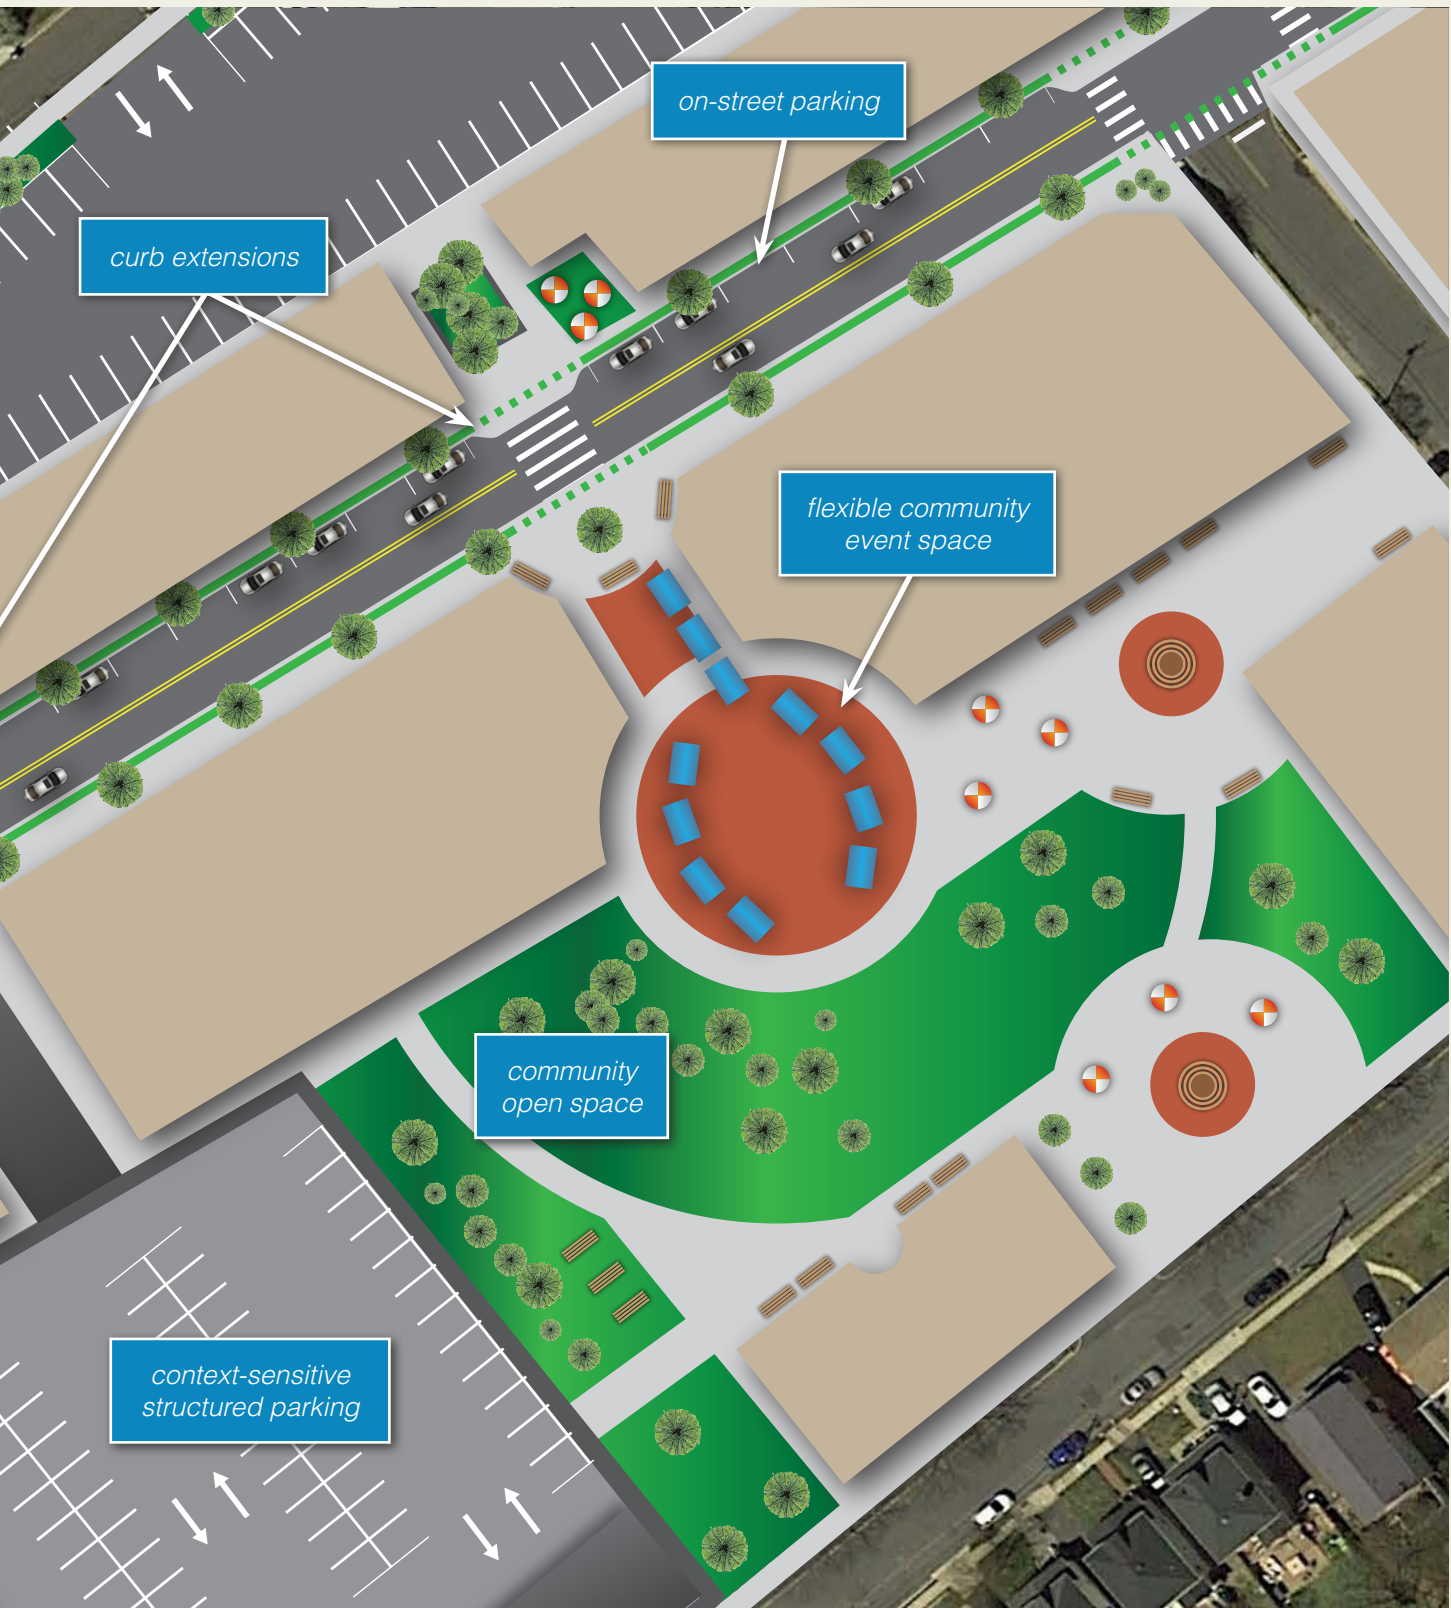 on-street parking
curb extensions
flexible community
event space
community
open space
context-sensitive
structured parking